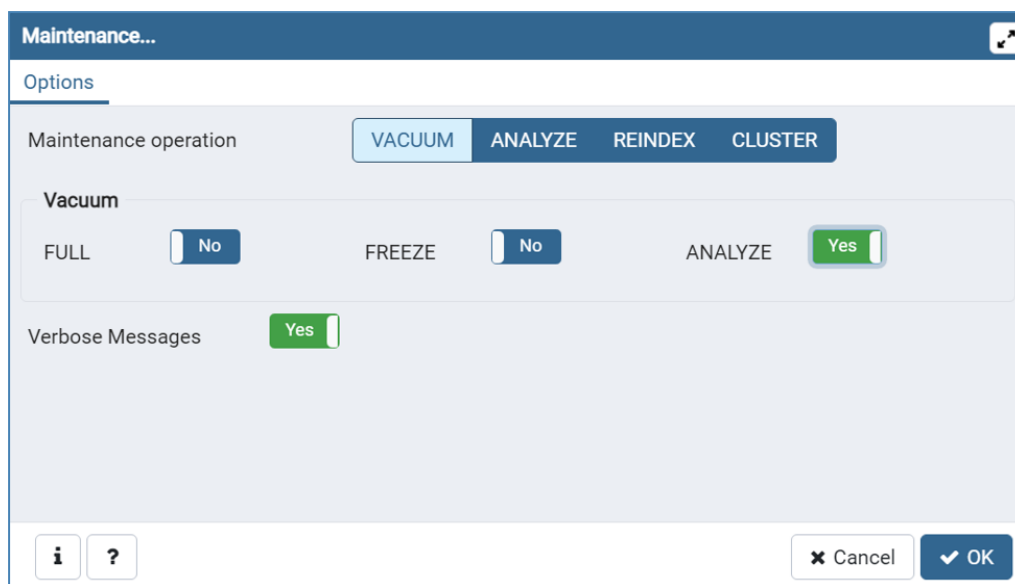 Maintenance...
Options
Maintenance operation VACUUM ANALYZE REINDEX CLUSTER
Vacuum
FULL No FREEZE No ANALYZE Yes
Verbose Messages Yes
i ? Cancel OK